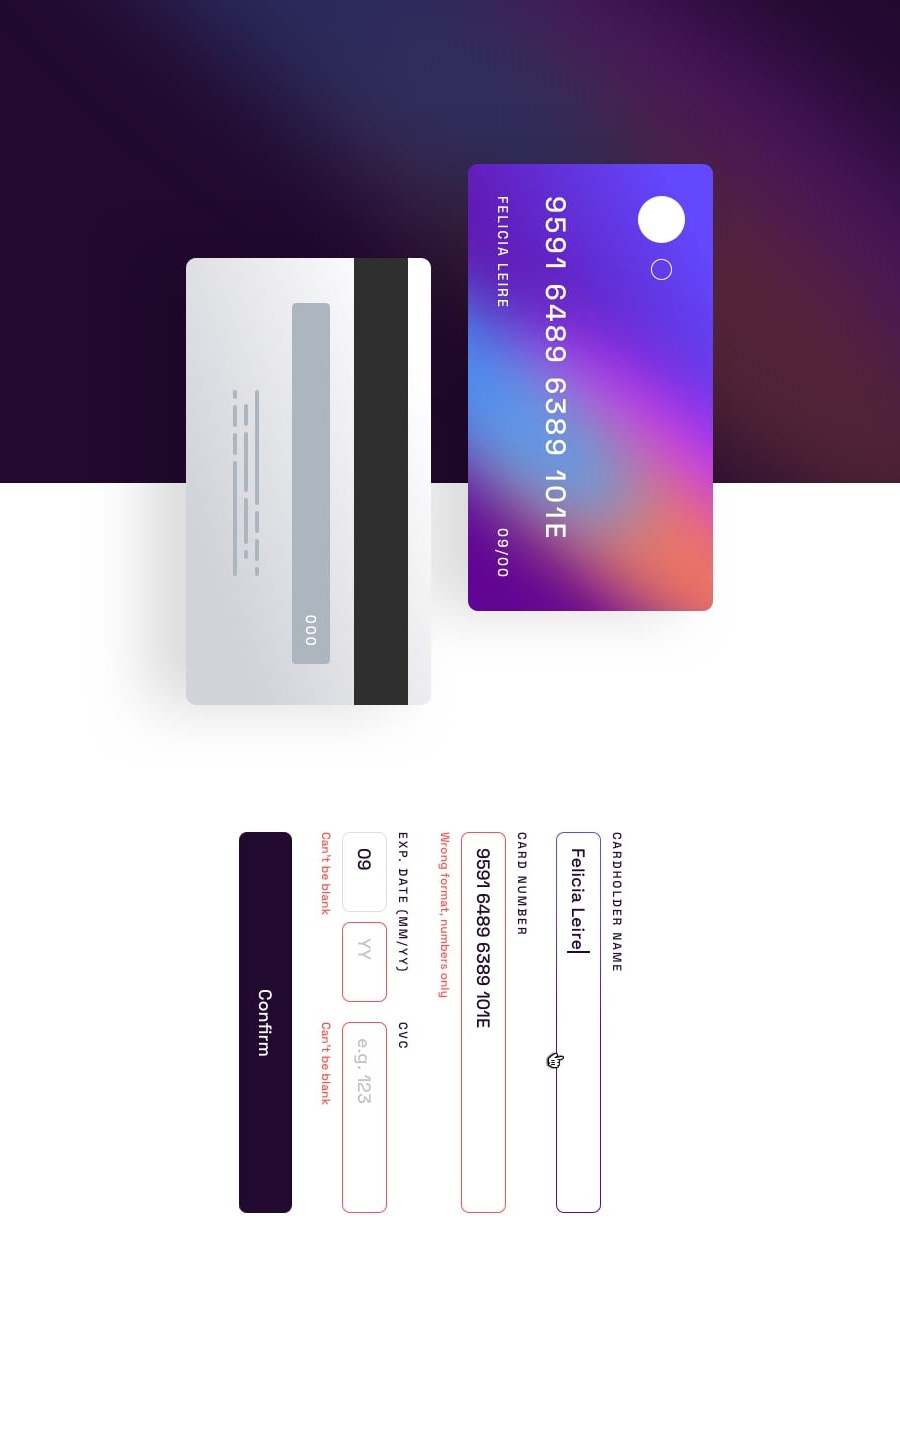 9591 6489 6389 101E
FELICIA LEIRE
09/00
000
CARDHOLDER NAME
Felicia Leire
CARD NUMBER
9591 6489 6389 101E
Wrong format, numbers only
EXP. DATE (MM/YY)
CVC
09
YY
e.g. 123
Can't be blank
Can't be blank
Confirm